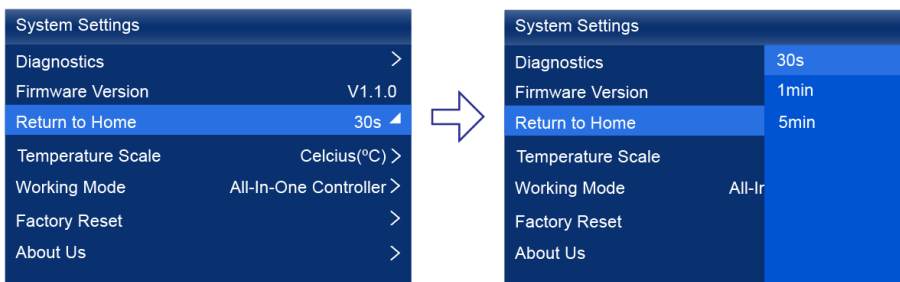 System Settings
Diagnostics >
Firmware Version V1.1.0
Return to Home 30s
Temperature Scale Celcius(ºC) >
Working Mode All-In-One Controller >
Factory Reset >
About Us >
System Settings
Diagnostics
Firmware Version
Return to Home
Temperature Scale
Working Mode All-Ir
Factory Reset
About Us
30s
1min
5min